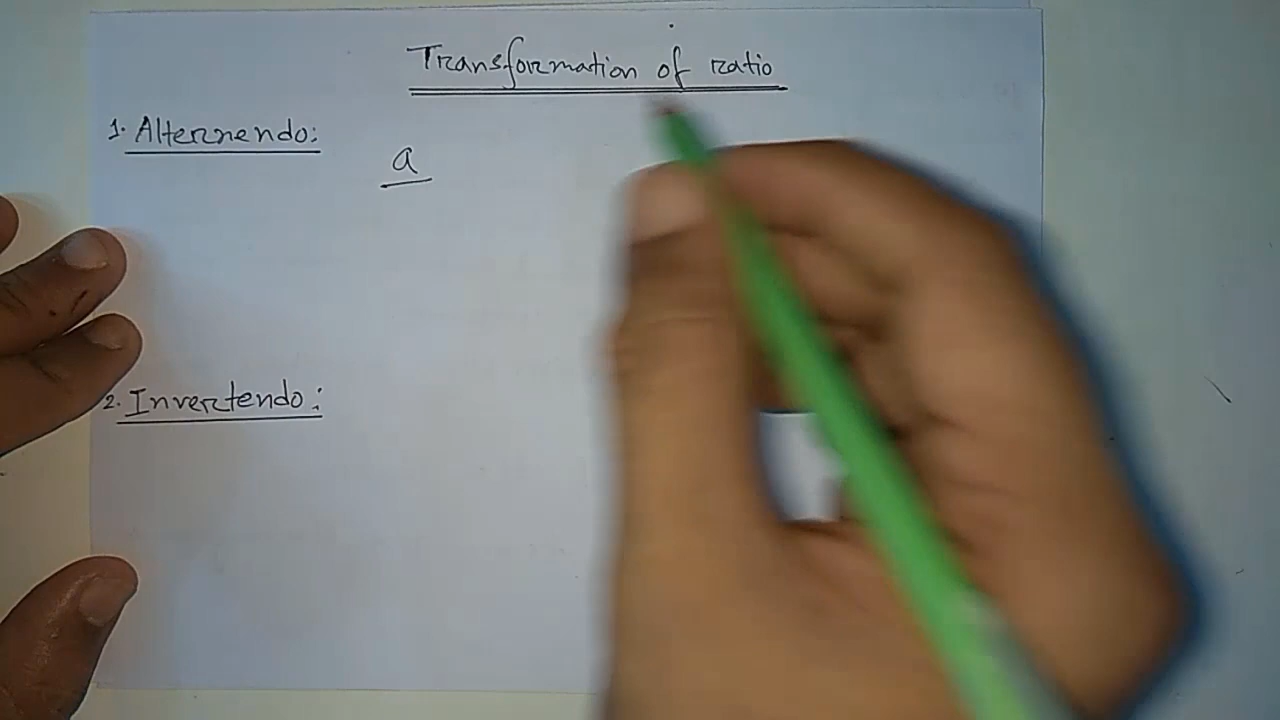 Transformation of ratio
1. Alternendo:
a
2. Invertendo: